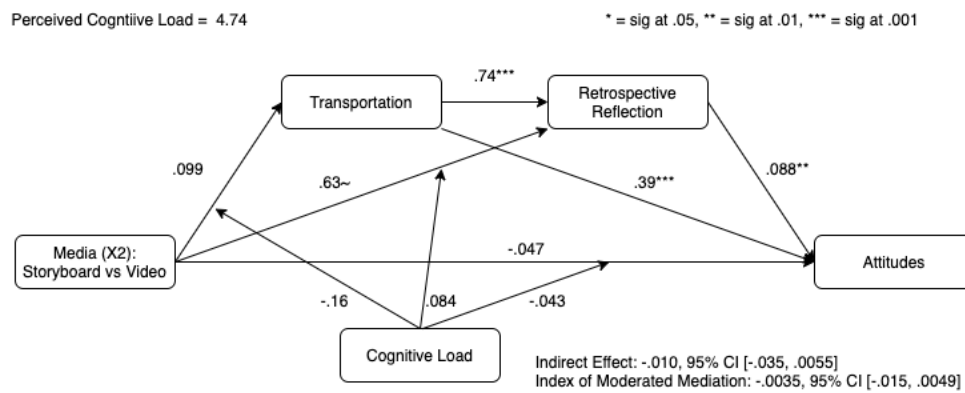 Perceived Cogntiive Load = 4.74
* = sig at .05, ** = sig at .01, *** = sig at .001
.74***
Transportation
Retrospective
Reflection
.099
.63~
.39***
.088**
Media (X2):
Storyboard vs Video
-.047
Attitudes
-.16
.084
-.043
Cognitive Load
Indirect Effect: -.010, 95% CI [-.035, .0055]
Index of Moderated Mediation: -.0035, 95% CI [-.015, .0049]